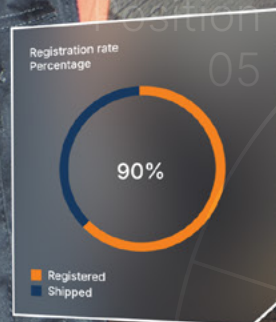 Position
05
Registration rate
Percentage
90%
Registered
Shipped